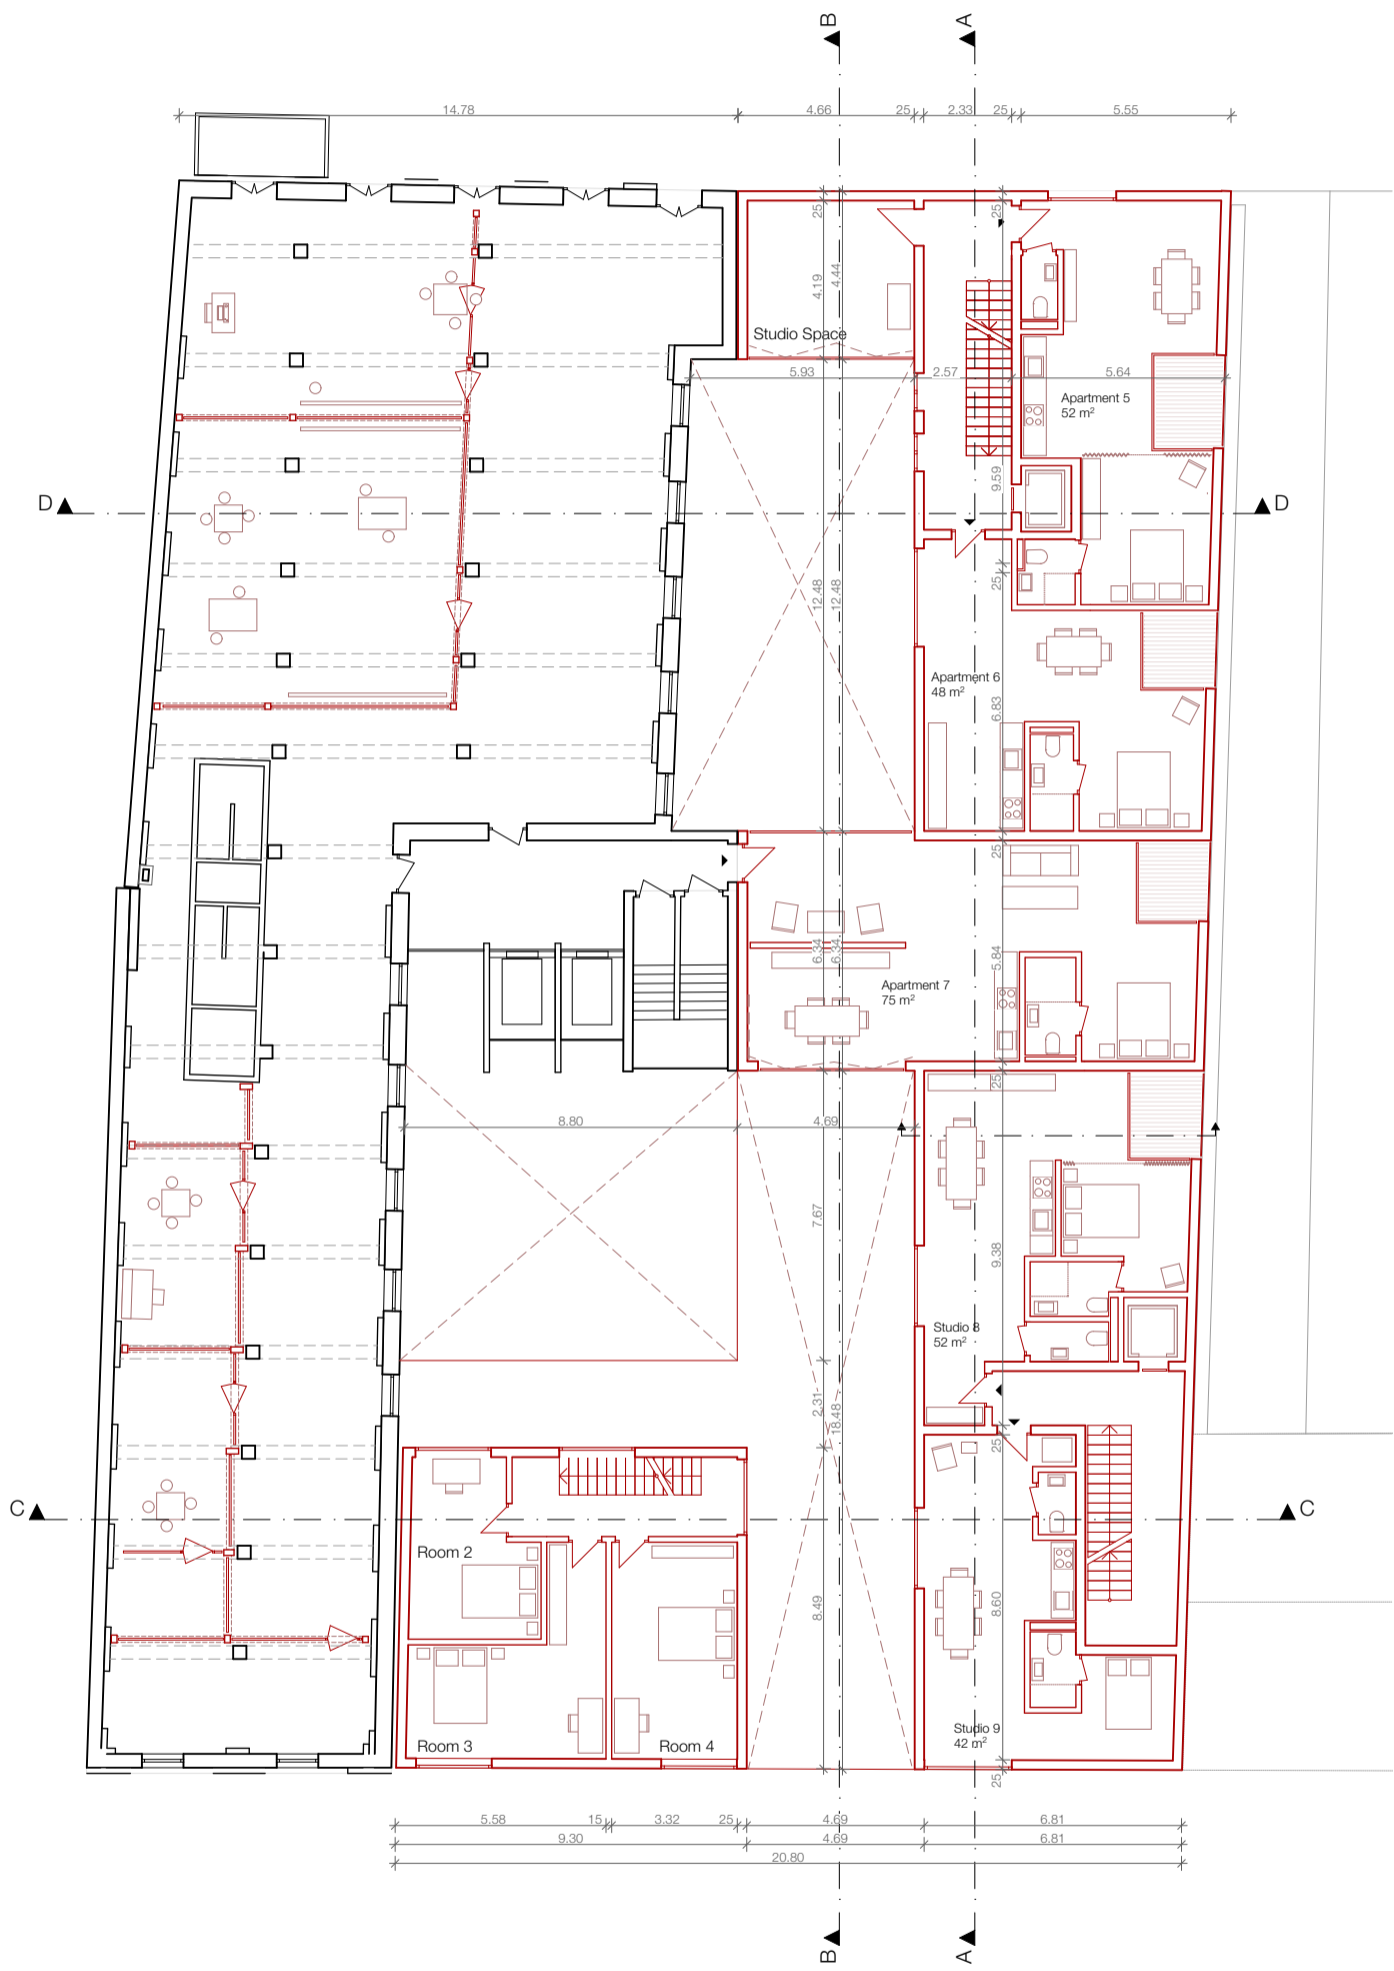 B
A
14.78
4.66
25
2.33
25
5.55
25
25
4.19
4.44
Studio Space
5.93
2.57
5.64
Apartment 5
52 m²
9.59
D
D
12.48
12.48
25
Apartment 6
48 m²
6.83
25
6.34
6.34
5.84
Apartment 7
75 m²
25
8.80
4.69
7.67
9.38
Studio 8
52 m²
2.31
18.48
25
C
C
Room 2
8.49
8.60
Room 3
Room 4
Studio 9
42 m²
25
5.58
15
3.32
25
4.69
6.81
9.30
4.69
6.81
20.80
B
A